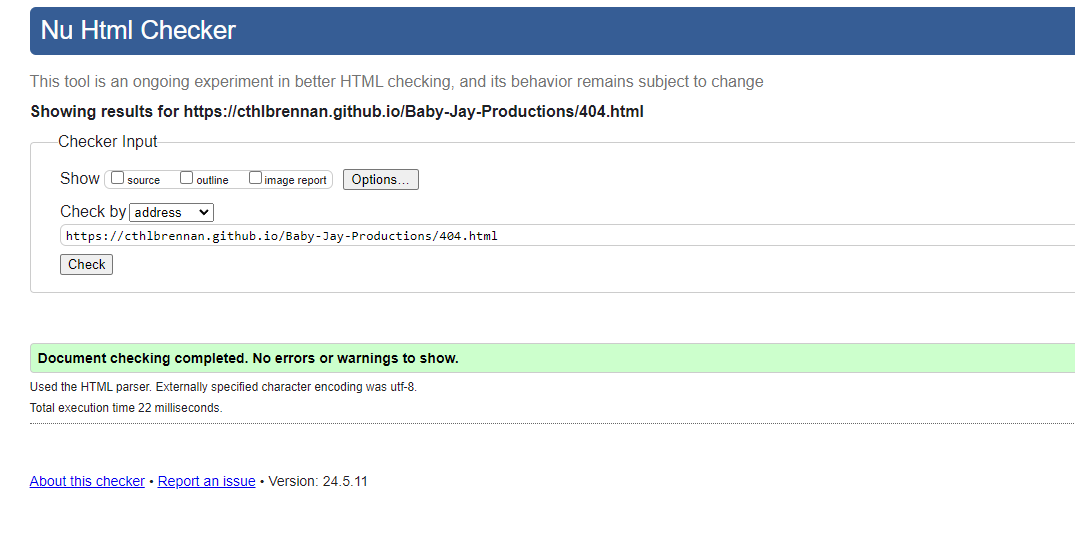 Nu Html Checker
This tool is an ongoing experiment in better HTML checking, and its behavior remains subject to change
Showing results for https://cthlbrennan.github.io/Baby-Jay-Productions/404.html
Checker Input
Show source outline image report Options...
Check by address
https://cthlbrennan.github.io/Baby-Jay-Productions/404.html
Check
Document checking completed. No errors or warnings to show.
Used the HTML parser. Externally specified character encoding was utf-8.
Total execution time 22 milliseconds.
About this checker • Report an issue • Version: 24.5.11